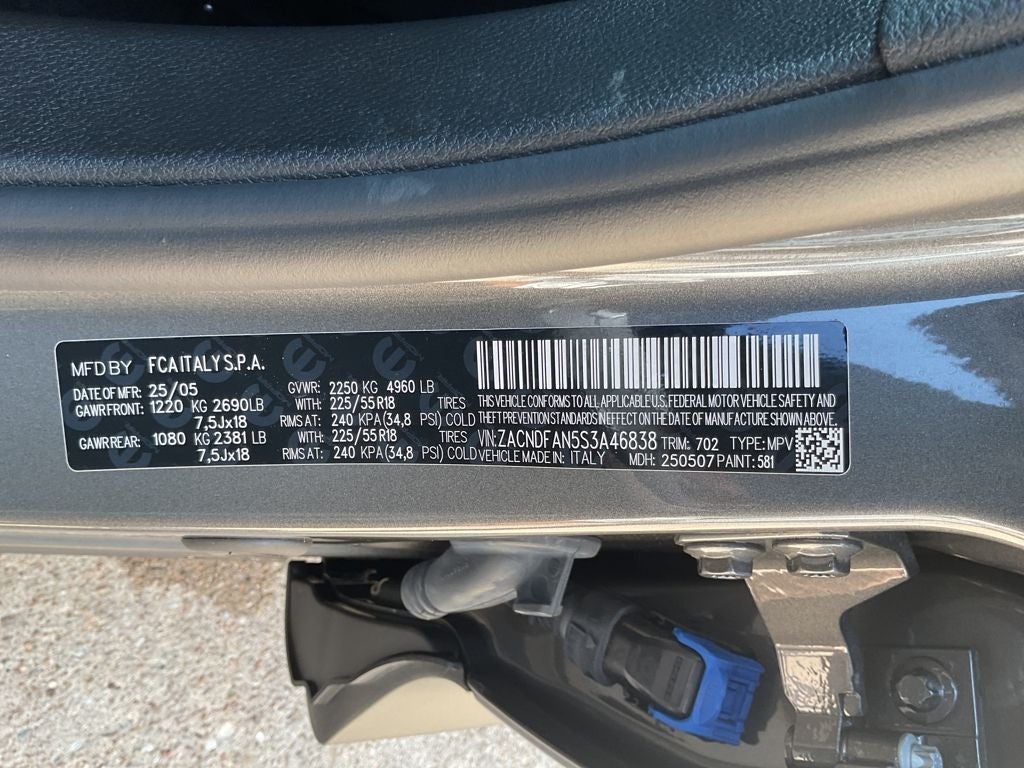 MFD BY FCA ITALY S.P.A.
DATE OF MFR: 25/05 GVWR: 2250 KG 4960 LB
GAWR FRONT: 1220 KG 2690LB WITH: 225/55R18 TIRES
7,5Jx18 RIMS AT: 240 KPA(34,8 PSI) COLD
GAWR REAR: 1080 KG 2381 LB WITH: 225/55R18 TIRES
7,5Jx18 RIMS AT: 240 KPA(34,8 PSI) COLD
THIS VEHICLE CONFORMS TO ALL APPLICABLE U.S. FEDERAL MOTOR VEHICLE SAFETY AND
THEFT PREVENTION STANDARDS IN EFFECT ON THE DATE OF MANUFACTURE SHOWN ABOVE.
VIN: ZACNDFAN5S3A46838 TRIM: 702 TYPE: MPV
VEHICLE MADE IN: ITALY MDH: 250507 PAINT: 581